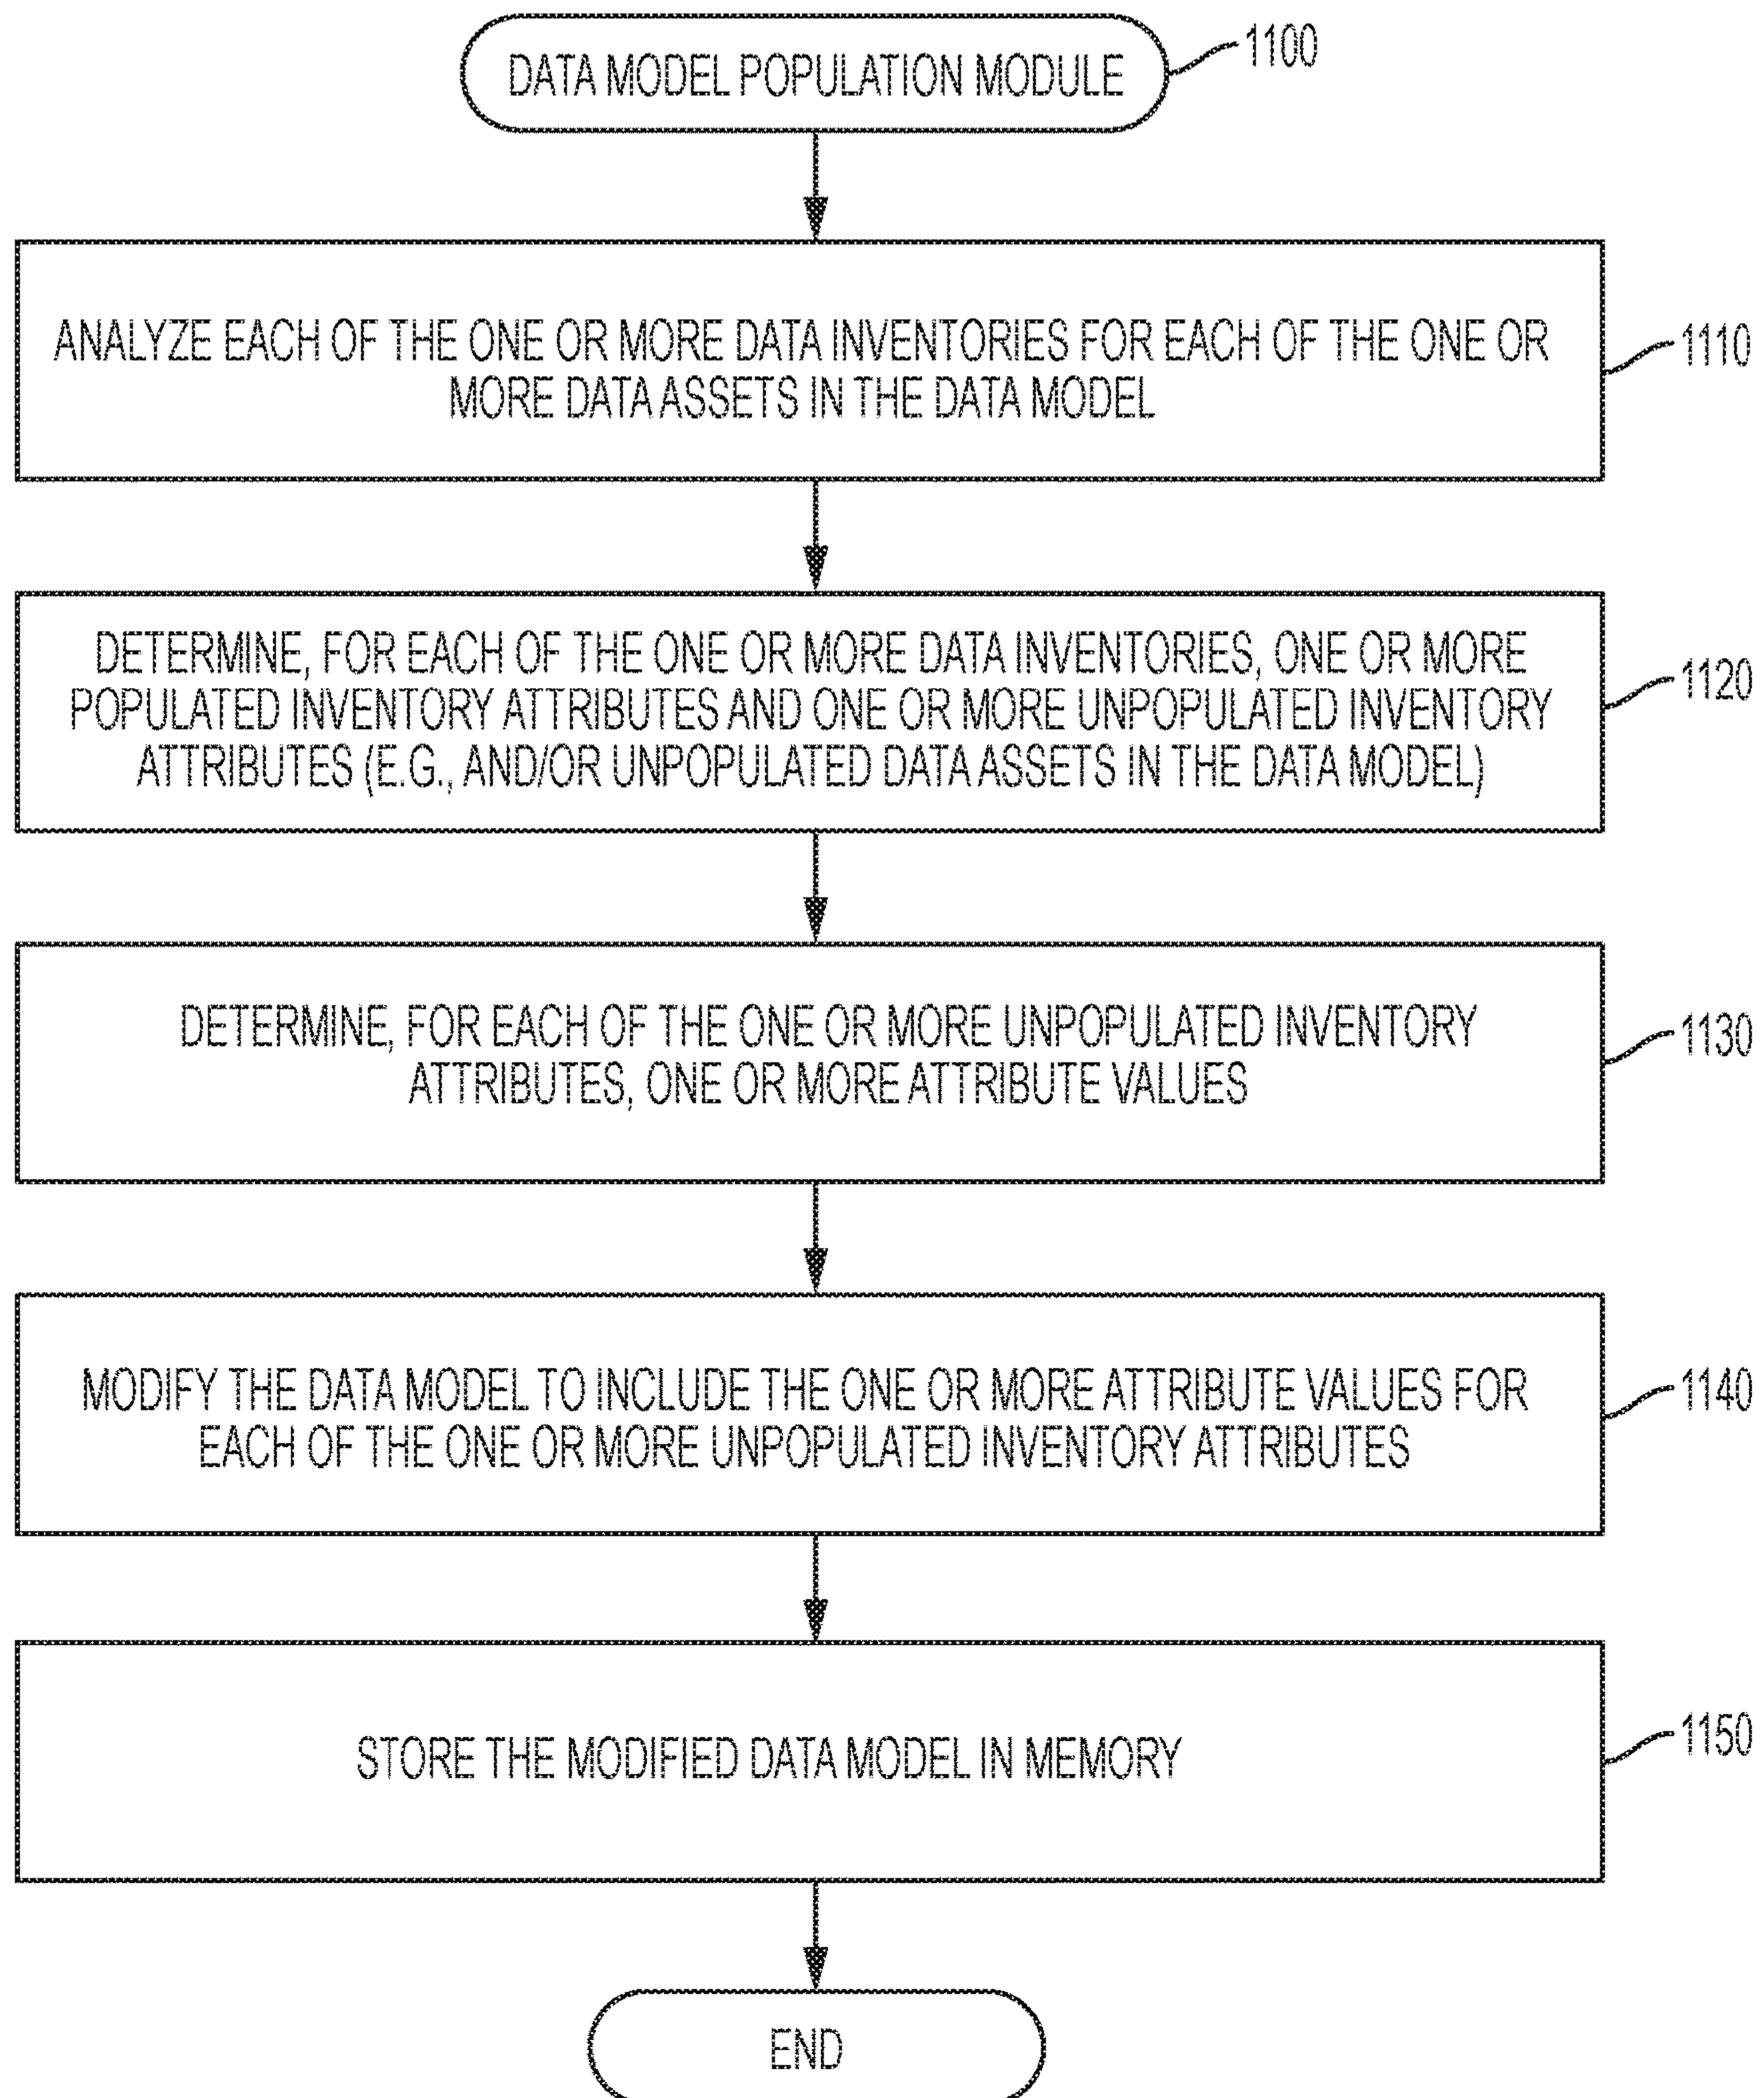 DATA MODEL POPULATION MODULE
1100
ANALYZE EACH OF THE ONE OR MORE DATA INVENTORIES FOR EACH OF THE ONE OR
MORE DATA ASSETS IN THE DATA MODEL
1110
DETERMINE, FOR EACH OF THE ONE OR MORE DATA INVENTORIES, ONE OR MORE
POPULATED INVENTORY ATTRIBUTES AND ONE OR MORE UNPOPULATED INVENTORY
ATTRIBUTES (E.G., AND/OR UNPOPULATED DATA ASSETS IN THE DATA MODEL)
1120
DETERMINE, FOR EACH OF THE ONE OR MORE UNPOPULATED INVENTORY
ATTRIBUTES, ONE OR MORE ATTRIBUTE VALUES
1130
MODIFY THE DATA MODEL TO INCLUDE THE ONE OR MORE ATTRIBUTE VALUES FOR
EACH OF THE ONE OR MORE UNPOPULATED INVENTORY ATTRIBUTES
1140
STORE THE MODIFIED DATA MODEL IN MEMORY
1150
END